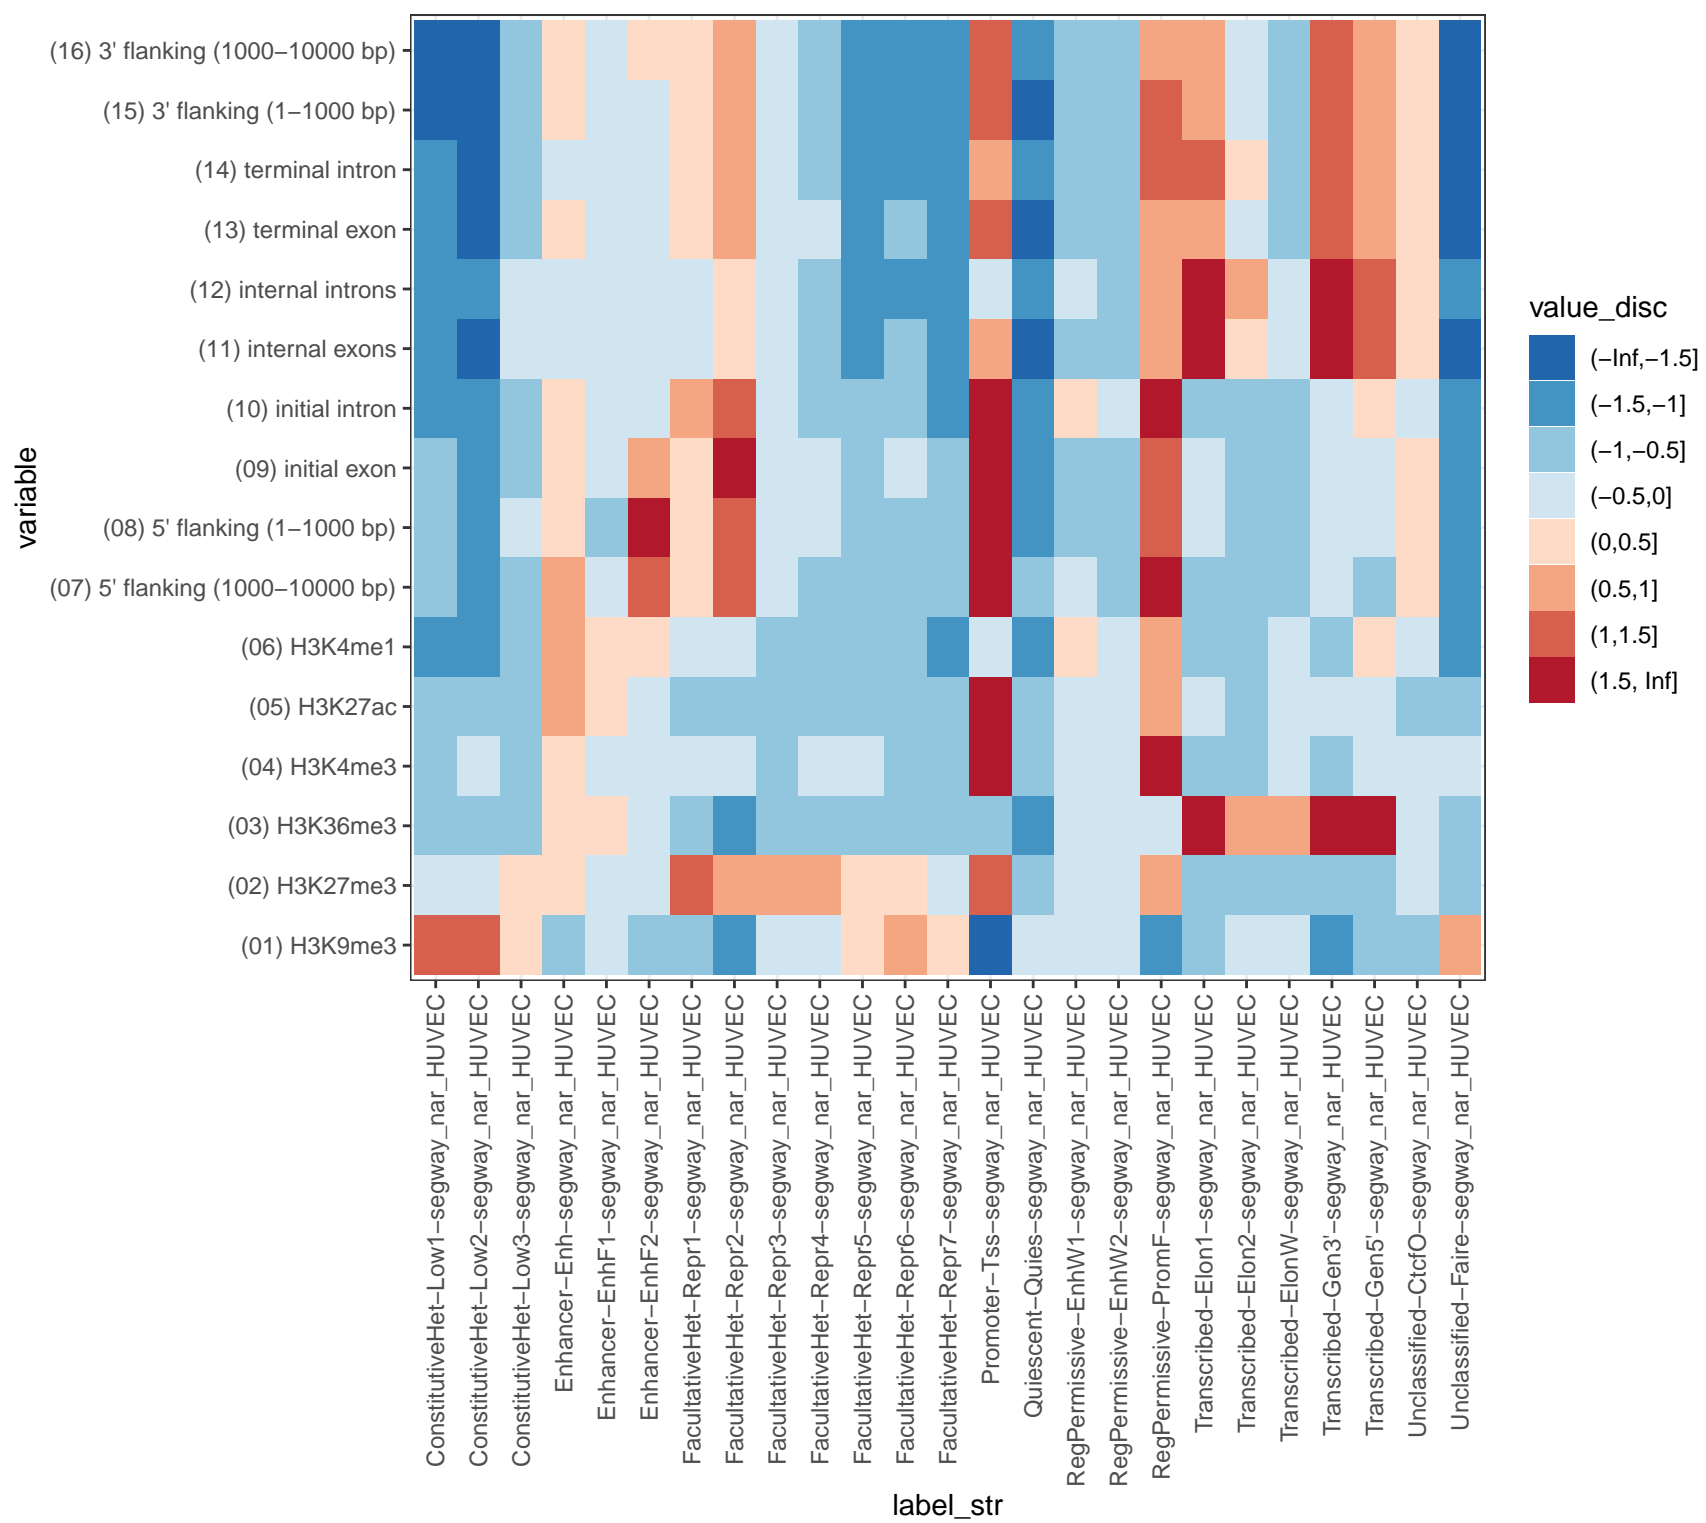 variable
(16) 3' flanking (1000−10000 bp)
(15) 3' flanking (1−1000 bp)
(14) terminal intron
(13) terminal exon
(12) internal introns
(11) internal exons
(10) initial intron
(09) initial exon
(08) 5' flanking (1−1000 bp)
(07) 5' flanking (1000−10000 bp)
(06) H3K4me1
(05) H3K27ac
(04) H3K4me3
(03) H3K36me3
(02) H3K27me3
(01) H3K9me3
ConstitutiveHet−Low1−segway_nar_HUVEC
ConstitutiveHet−Low2−segway_nar_HUVEC
ConstitutiveHet−Low3−segway_nar_HUVEC
Enhancer−Enh−segway_nar_HUVEC
Enhancer−EnhF1−segway_nar_HUVEC
Enhancer−EnhF2−segway_nar_HUVEC
FacultativeHet−Repr1−segway_nar_HUVEC
FacultativeHet−Repr2−segway_nar_HUVEC
FacultativeHet−Repr3−segway_nar_HUVEC
FacultativeHet−Repr4−segway_nar_HUVEC
FacultativeHet−Repr5−segway_nar_HUVEC
FacultativeHet−Repr6−segway_nar_HUVEC
FacultativeHet−Repr7−segway_nar_HUVEC
Promoter−Tss−segway_nar_HUVEC
Quiescent−Quies−segway_nar_HUVEC
RegPermissive−EnhW1−segway_nar_HUVEC
RegPermissive−EnhW2−segway_nar_HUVEC
RegPermissive−PromF−segway_nar_HUVEC
Transcribed−Elon1−segway_nar_HUVEC
Transcribed−Elon2−segway_nar_HUVEC
Transcribed−ElonW−segway_nar_HUVEC
Transcribed−Gen3'−segway_nar_HUVEC
Transcribed−Gen5'−segway_nar_HUVEC
Unclassified−CtcfO−segway_nar_HUVEC
Unclassified−Faire−segway_nar_HUVEC
label_str
value_disc
(−Inf,−1.5]
(−1.5,−1]
(−1,−0.5]
(−0.5,0]
(0,0.5]
(0.5,1]
(1,1.5]
(1.5, Inf]